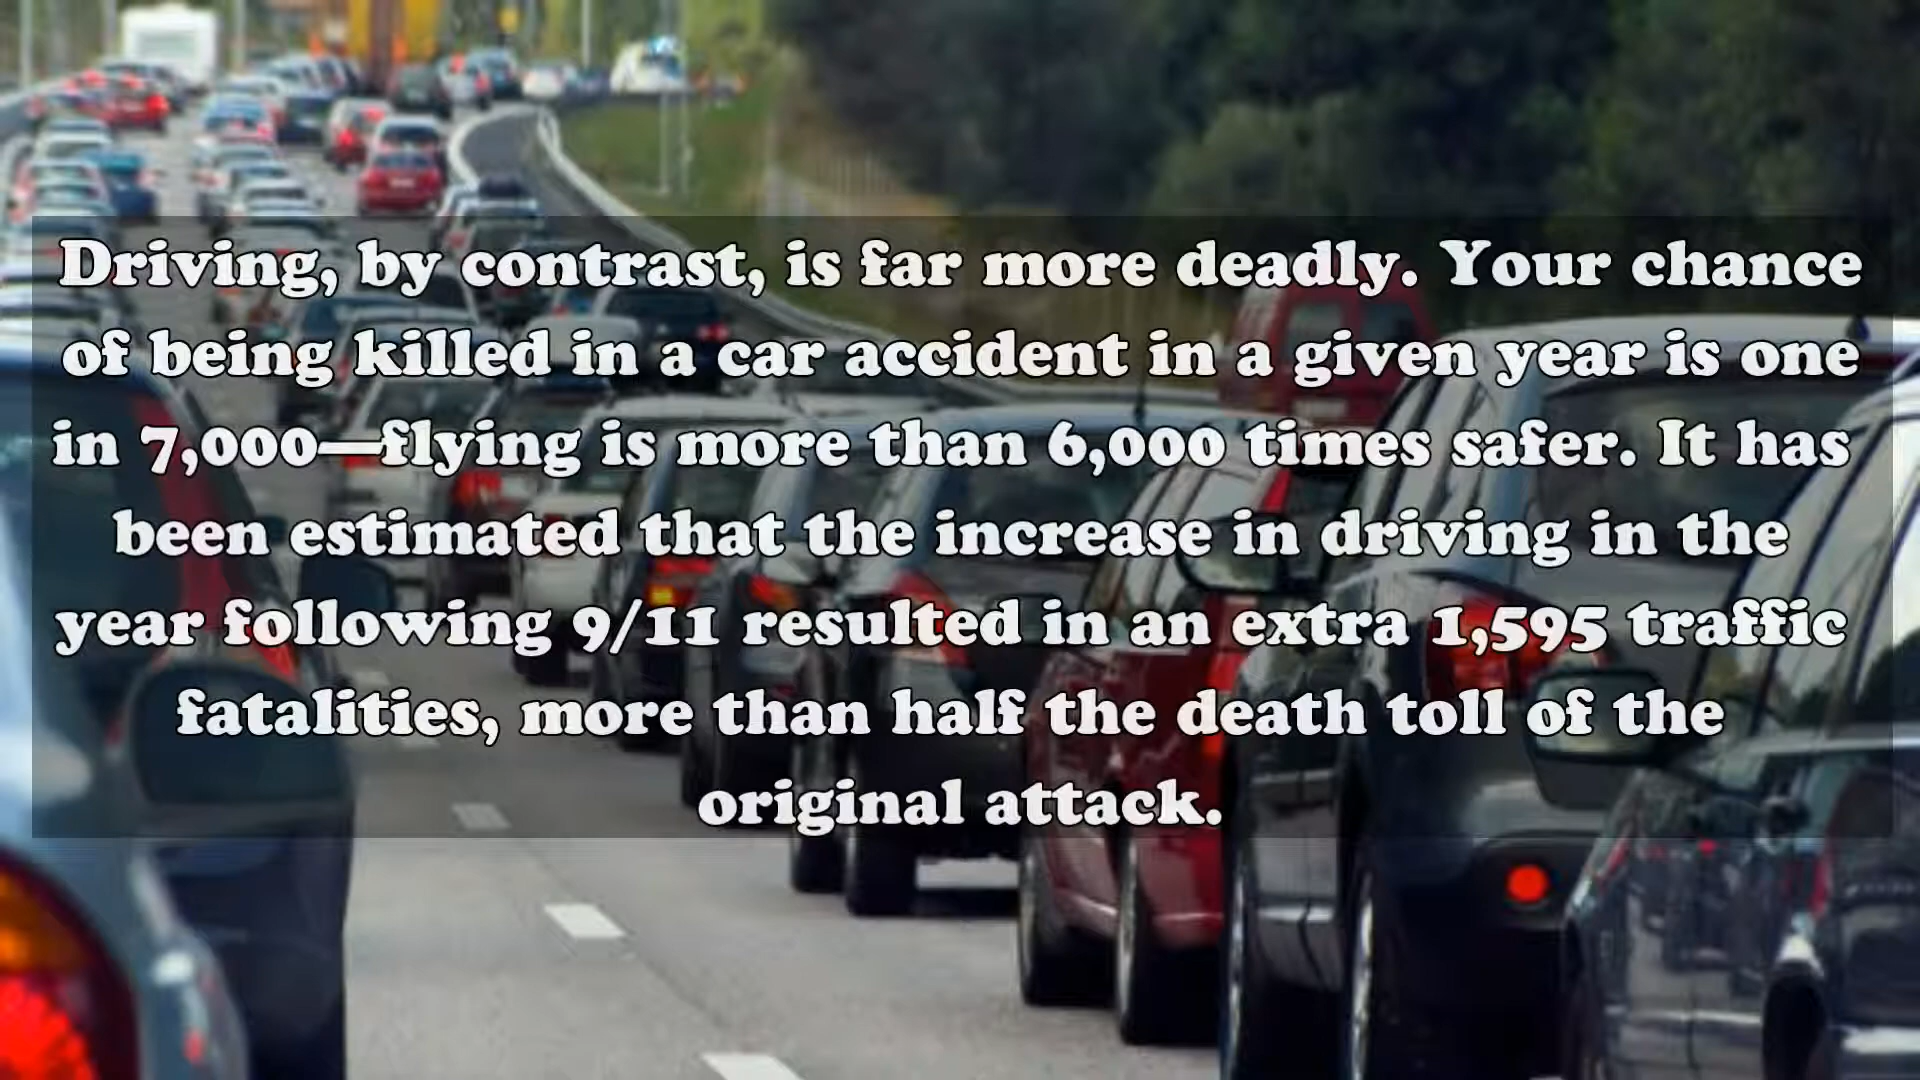 Driving, by contrast, is far more deadly. Your chance
of being killed in a car accident in a given year is one
in 7,000—flying is more than 6,000 times safer. It has
been estimated that the increase in driving in the
year following 9/11 resulted in an extra 1,595 traffic
fatalities, more than half the death toll of the
original attack.